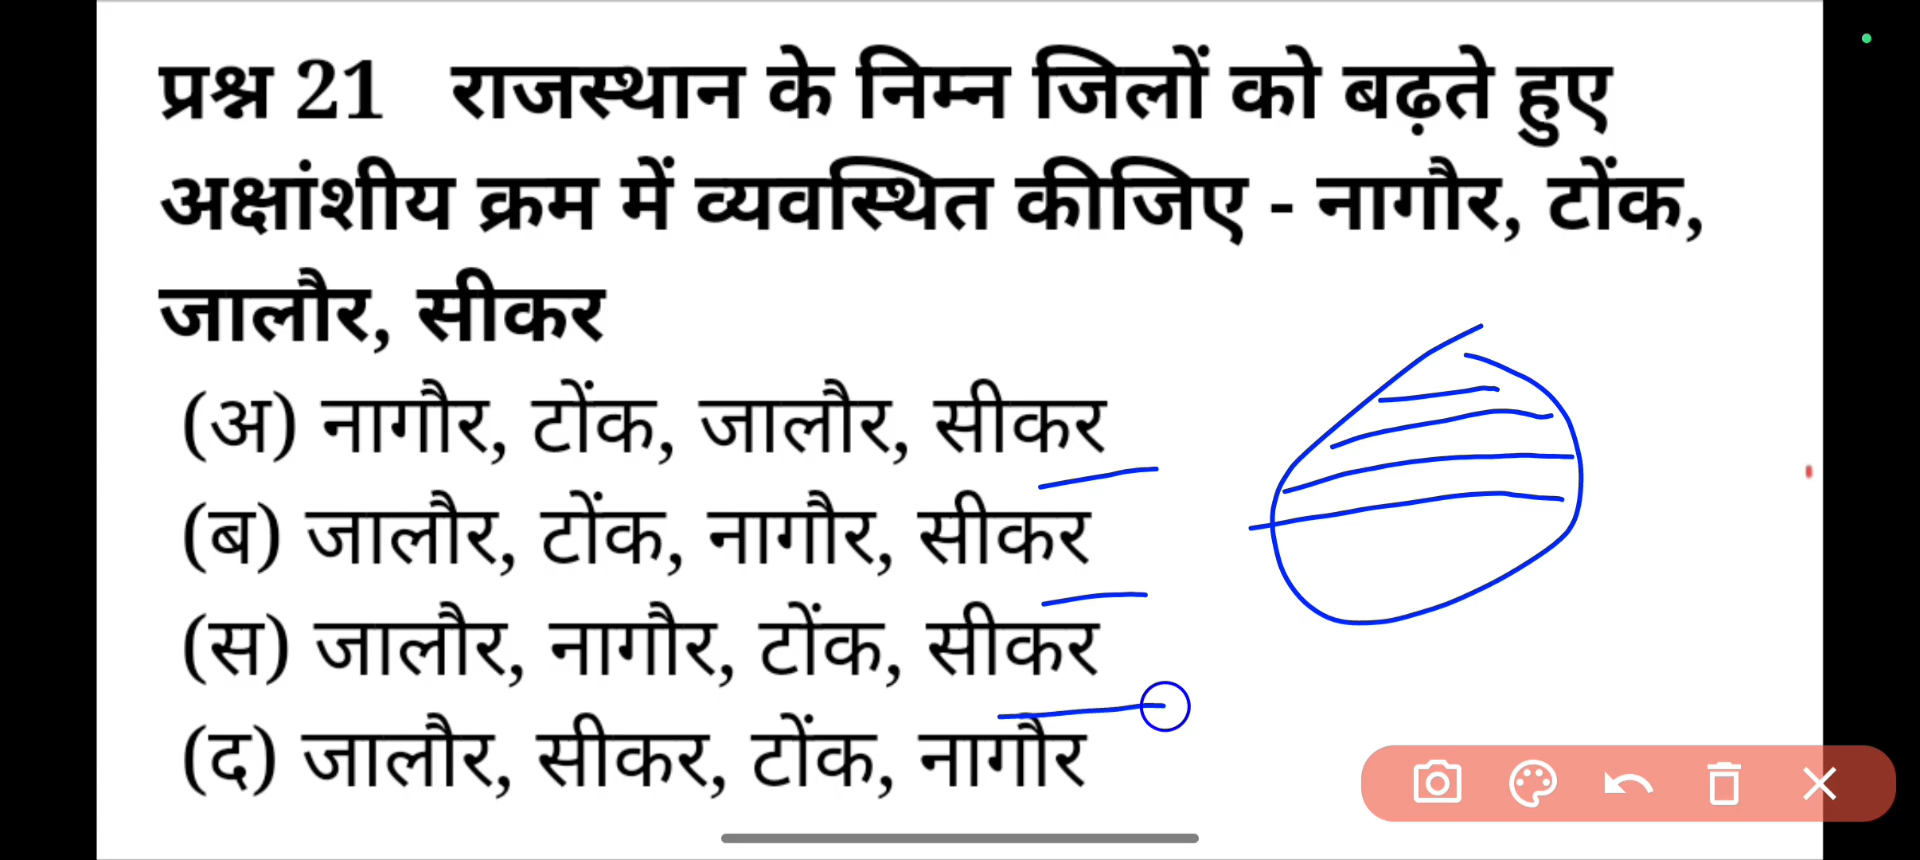 प्रश्न 21 राजस्थान के निम्न जिलों को बढ़ते हुए
अक्षांशीय क्रम में व्यवस्थित कीजिए - नागौर, टोंक,
जालौर, सीकर
(अ) नागौर, टोंक, जालौर, सीकर
(ब) जालौर, टोंक, नागौर, सीकर
(स) जालौर, नागौर, टोंक, सीकर
(द) जालौर, सीकर, टोंक, नागौर